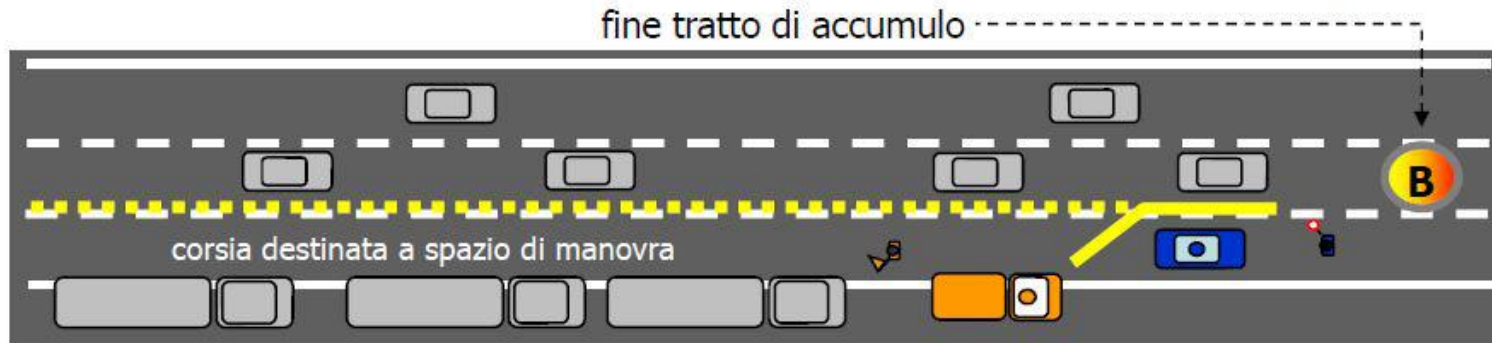 fine tratto di accumulo
B
corsia destinata a spazio di manovra